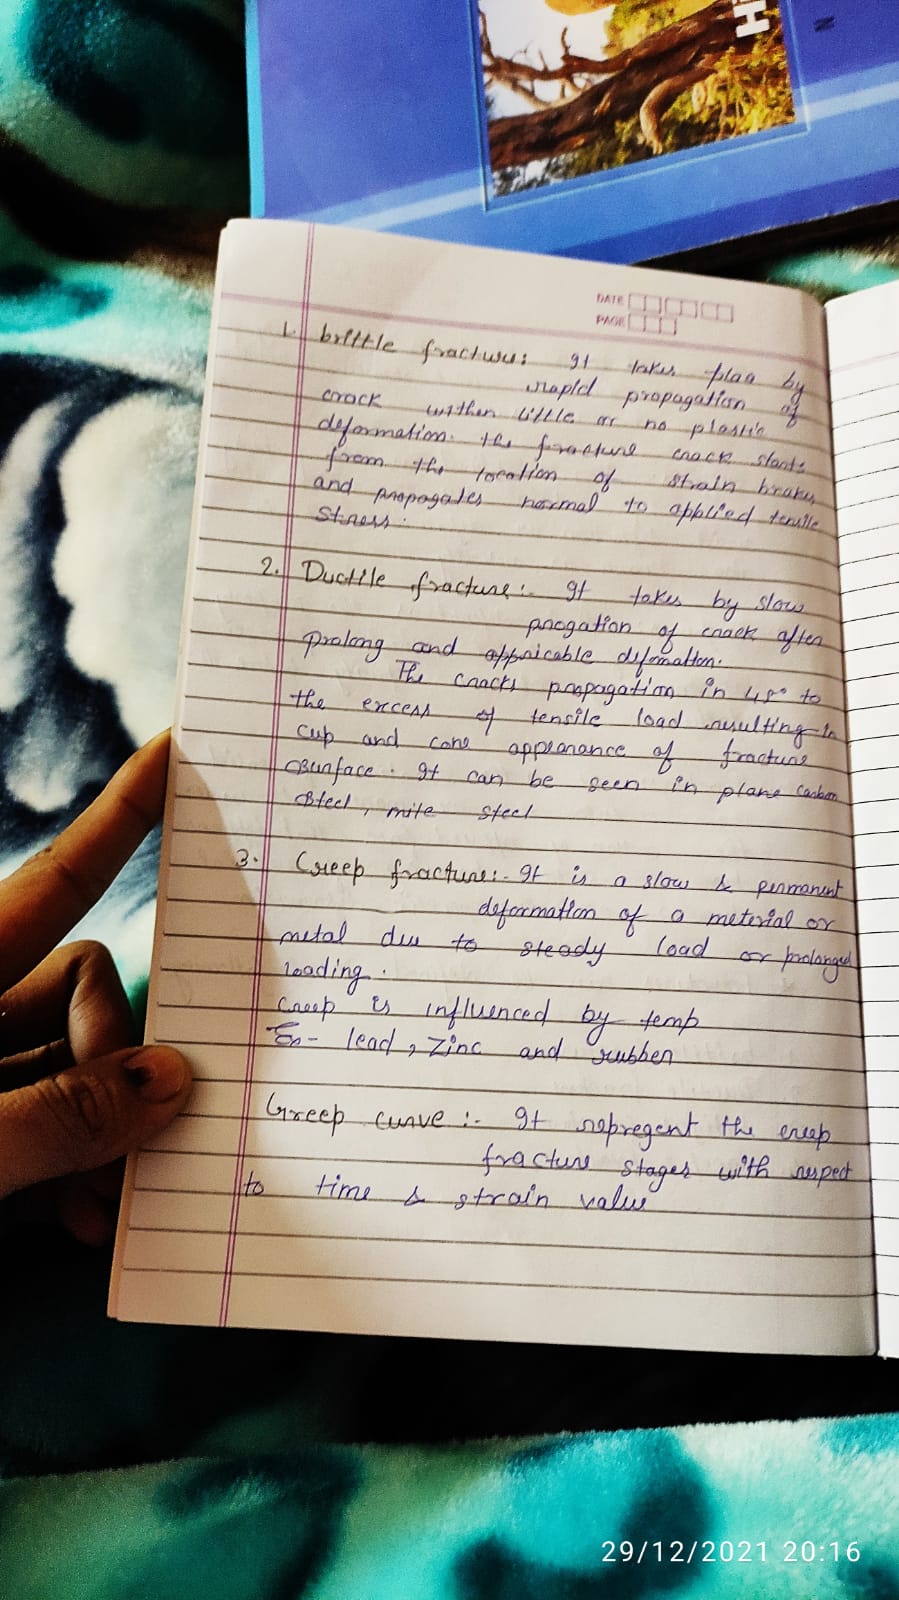 H
N
DATE
PAGE
1. brittle fracture: It takes place by
rapid propagation of
crack within little or no plastic
deformation. the fracture crack starts
from the location of strain brakes
and propagates normal to applied tensile
stress.
2. Ductile fracture:- It takes by slow
progation of crack after
prolong and appricable difomation.
The cracks propagation in 45° to
the excess of tensile load resulting in
cup and cone appearance of fracture
surface. It can be seen in plane carbon
steel, mite steel
3. Creep fracture:- It is a slow & permanent
deformation of a meterial or
metal due to steady load or prolonged
loading.
Creep is influenced by temp
Ex- lead, Zinc and rubber
Creep curve :- It repregent the creep
fracture stages with respect
to time & strain value
29/12/2021 20:16